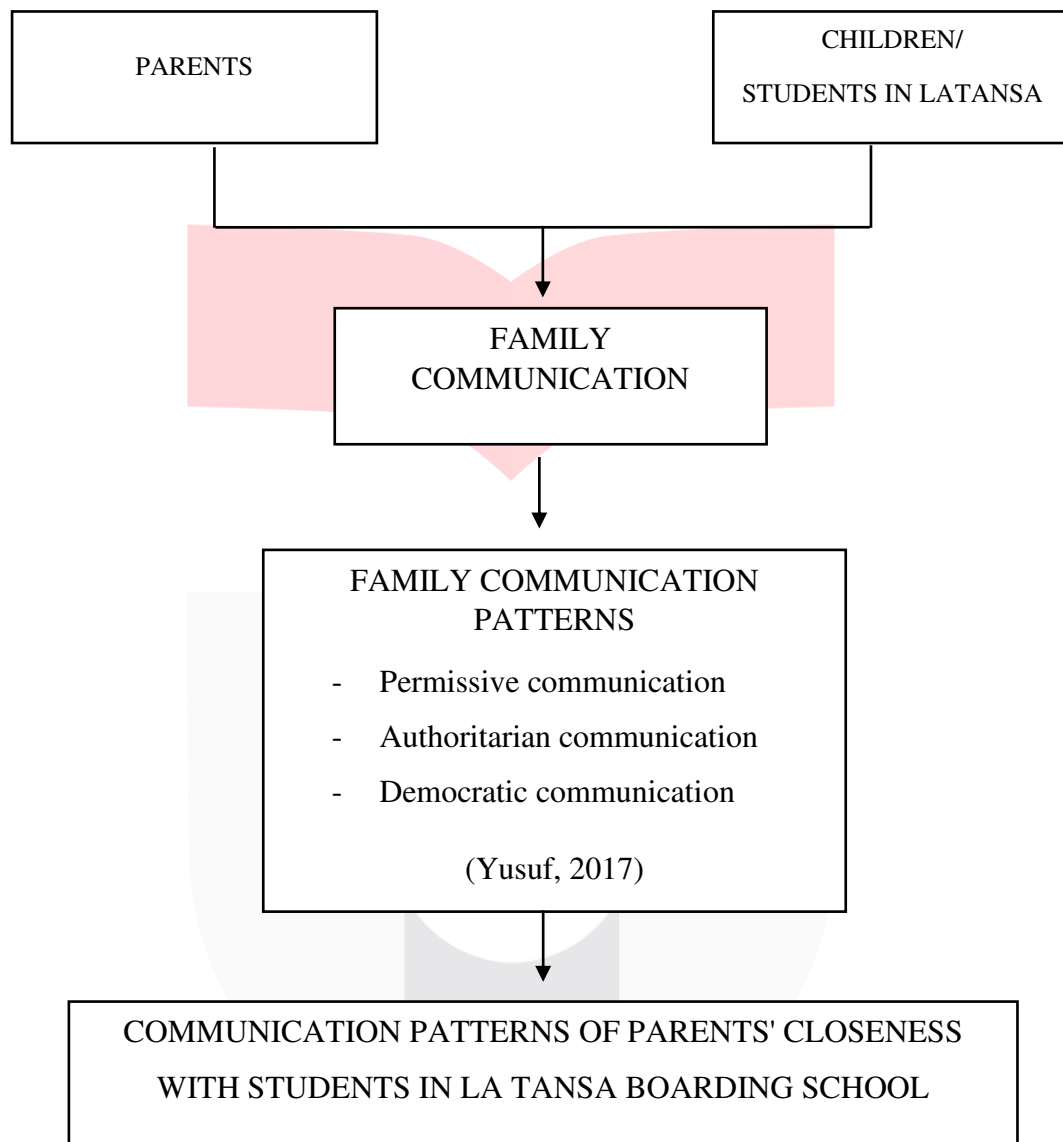 PARENTS
CHILDREN/
STUDENTS IN LATANSA
FAMILY
COMMUNICATION
FAMILY COMMUNICATION
PATTERNS
- Permissive communication
- Authoritarian communication
- Democratic communication
(Yusuf, 2017)
COMMUNICATION PATTERNS OF PARENTS' CLOSENESS
WITH STUDENTS IN LA TANSA BOARDING SCHOOL